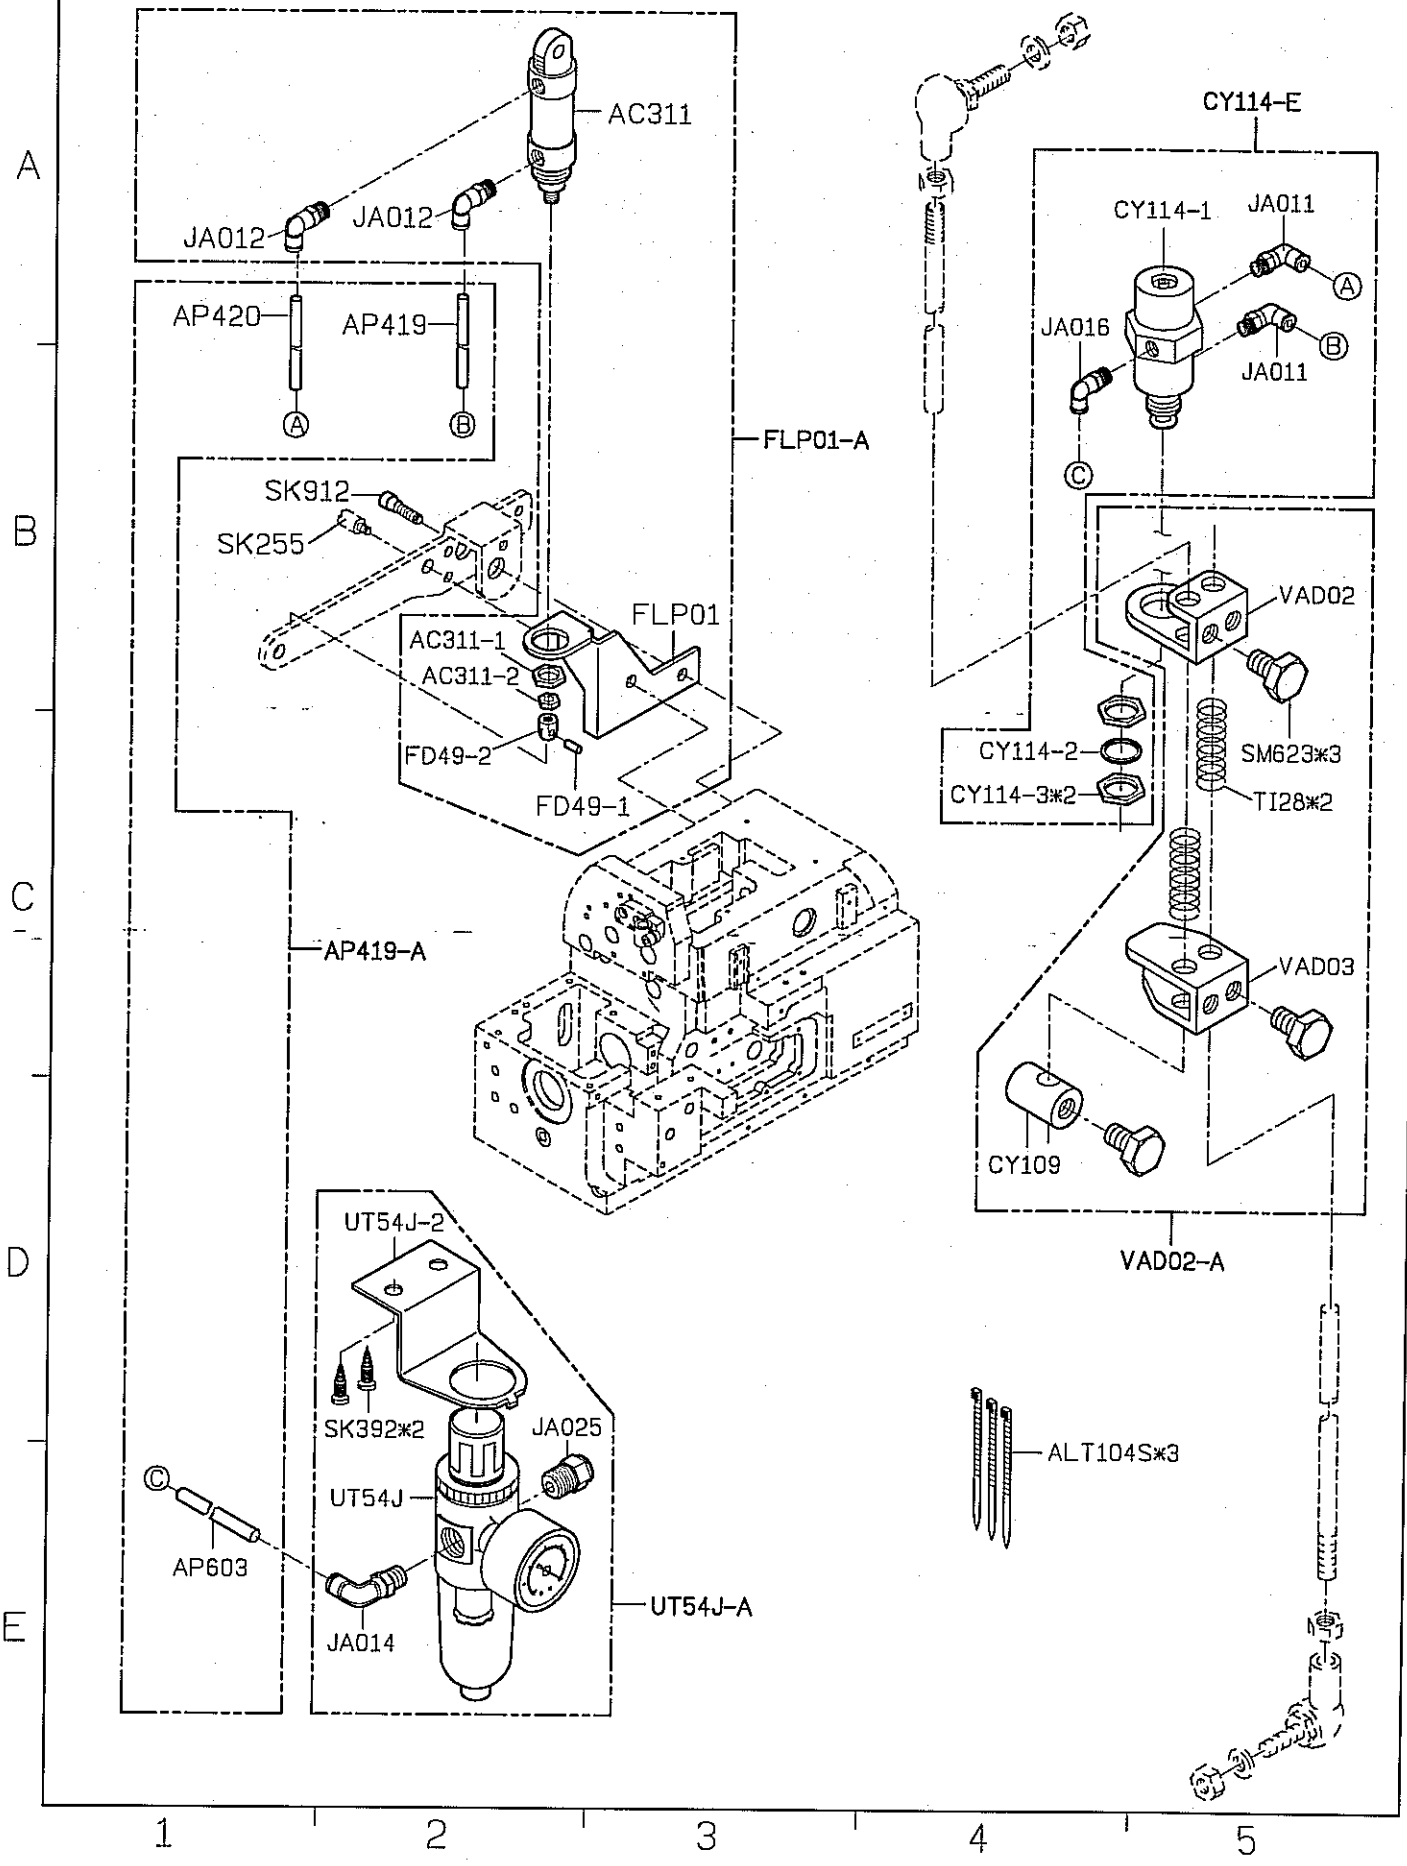 AC311
CY114-E
A
JA012
JA012
CY114-1
JA011
A
AP420
AP419
JA016
B
JA011
A
B
FLP01-A
C
SK912
B
SK255
FLP01
VAD02
AC311-1
AC311-2
FD49-2
CY114-2
SM623*3
FD49-1
CY114-3*2
TI28*2
C
AP419-A
VAD03
CY109
UT54J-2
D
VAD02-A
SK392*2
JA025
ALT104S*3
C
UT54J
AP603
UT54J-A
E
JA014
1
2
3
4
5